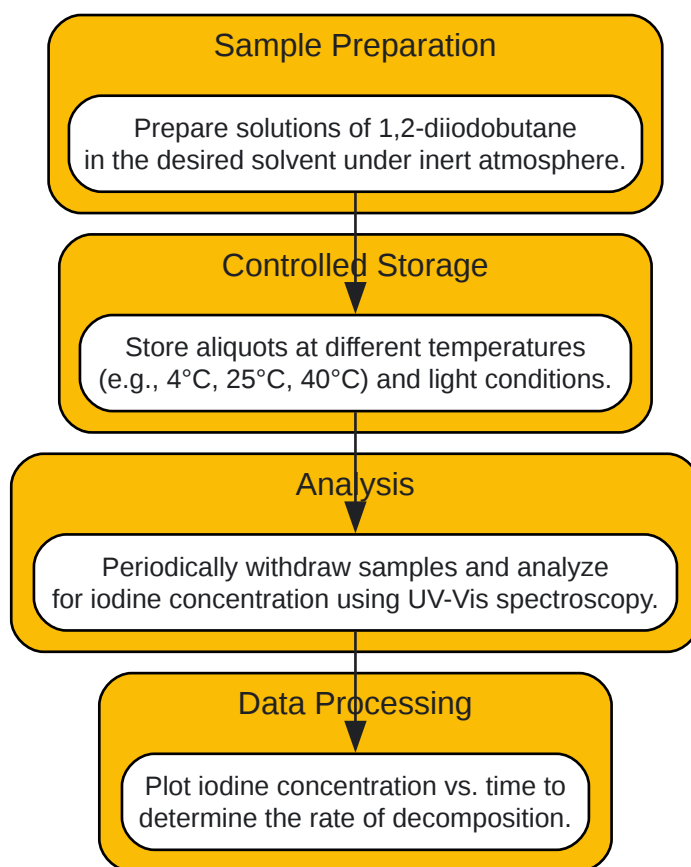 Sample Preparation
Prepare solutions of 1,2-diiodobutane
in the desired solvent under inert atmosphere.
Controlled Storage
Store aliquots at different temperatures
(e.g., 4°C, 25°C, 40°C) and light conditions.
Analysis
Periodically withdraw samples and analyze
for iodine concentration using UV-Vis spectroscopy.
Data Processing
Plot iodine concentration vs. time to
determine the rate of decomposition.